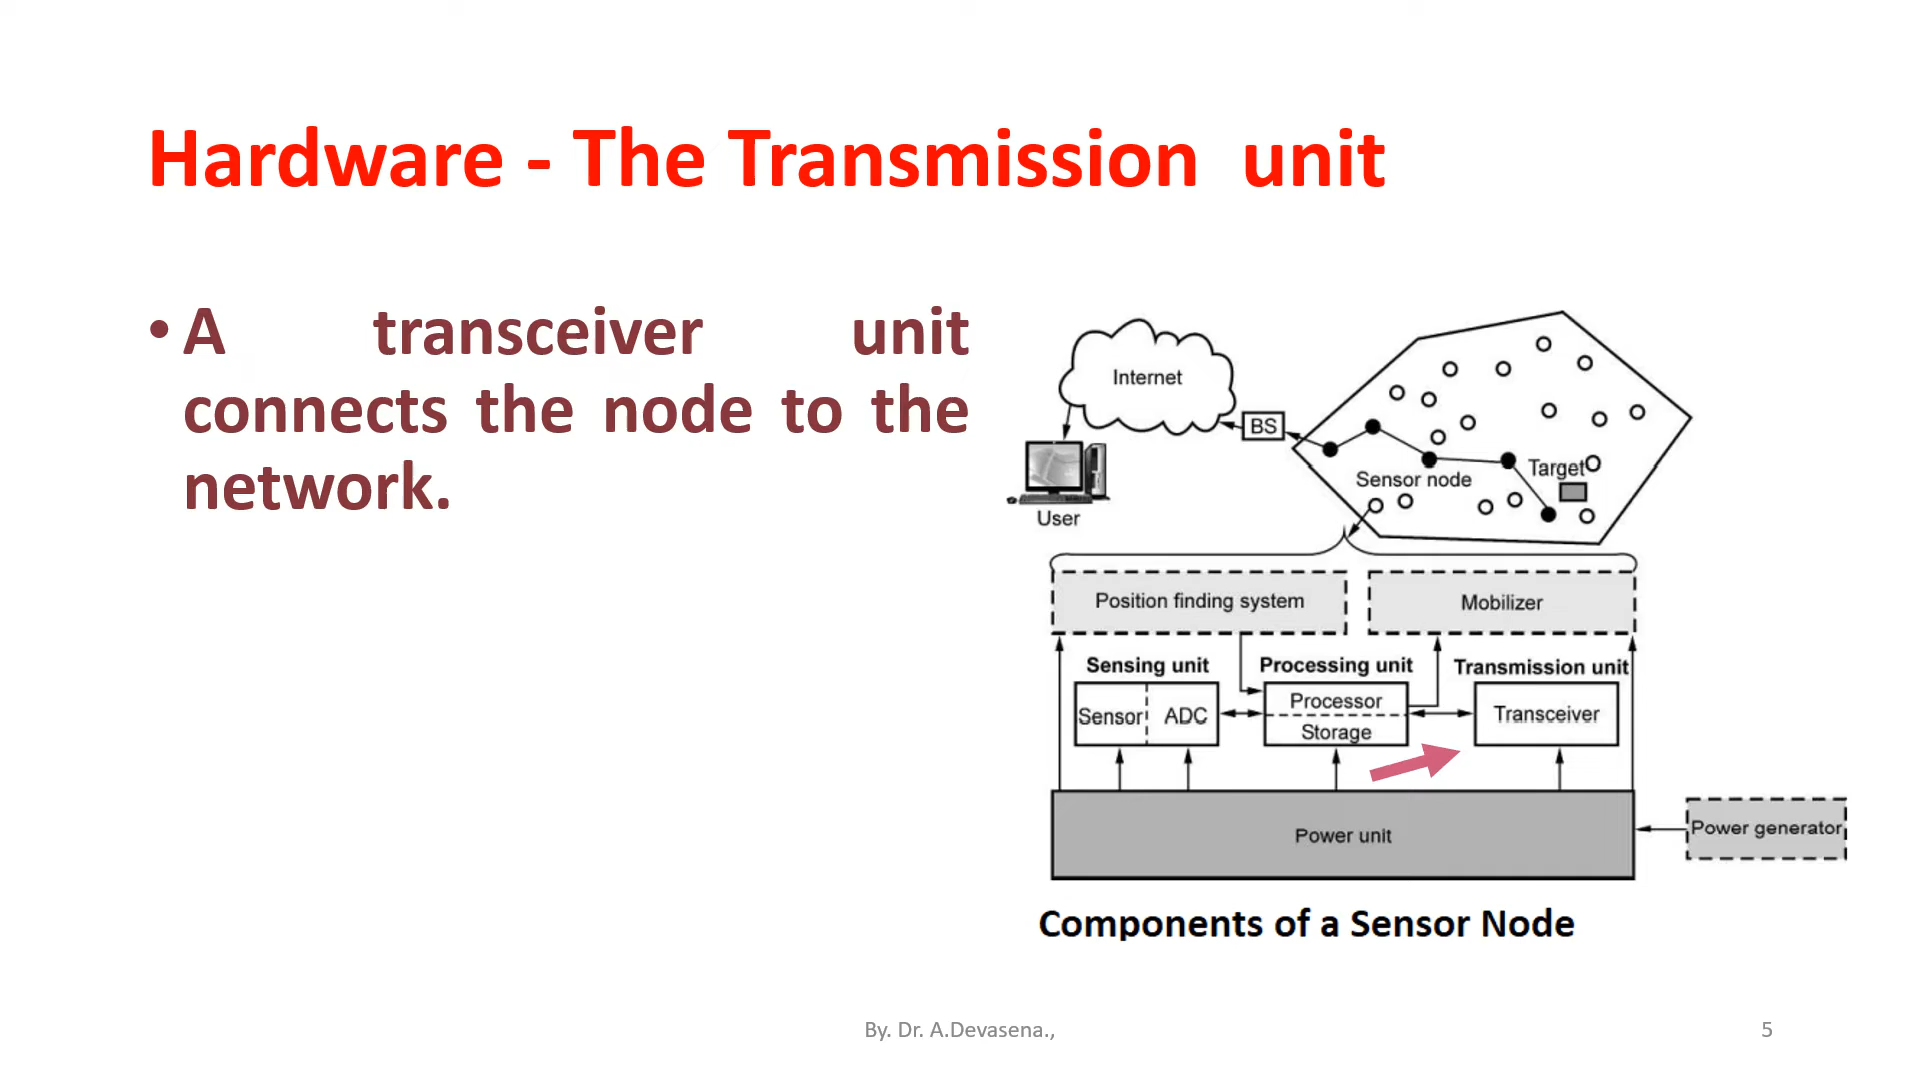 Hardware - The Transmission unit
• A transceiver unit
connects the node to the
network.
Internet
BS
User
Sensor node
Target
Position finding system
Mobilizer
Sensing unit
Processing unit
Transmission unit
Sensor
ADC
Processor
Storage
Transceiver
Power unit
Power generator
Components of a Sensor Node
By. Dr. A.Devasena.,
5